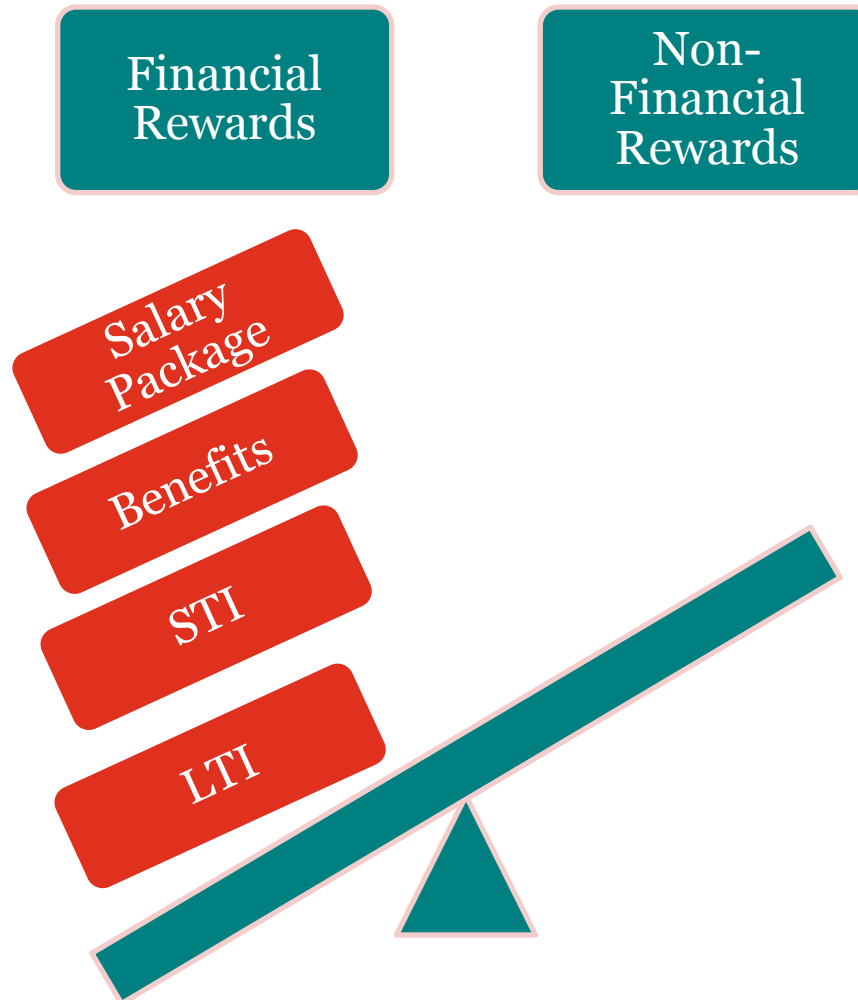 Financial
Rewards
Non-
Financial
Rewards
Salary
Package
Benefits
STI
LTI